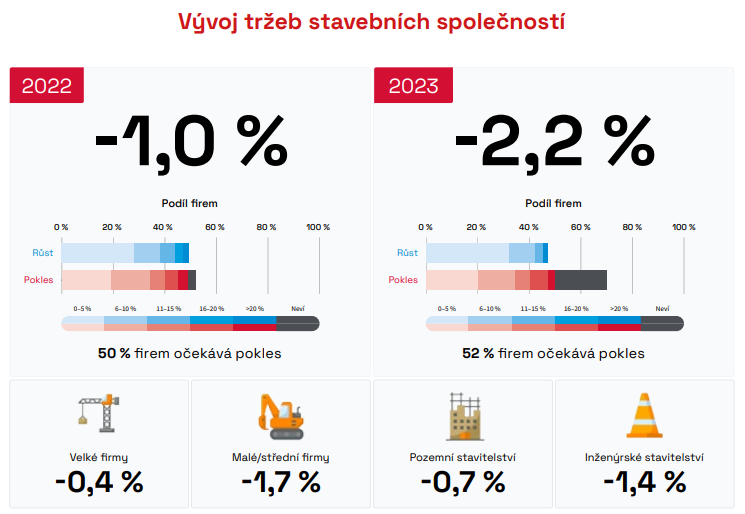 Vývoj tržeb stavebních společností
2022
-1,0 %
Podíl firem
0 % 20 % 40 % 60 % 80 % 100 %
Růst
Pokles
0–5 % 6–10 % 11–15 % 16–20 % >20 % Neví
50 % firem očekává pokles
2023
-2,2 %
Podíl firem
0 % 20 % 40 % 60 % 80 % 100 %
Růst
Pokles
0–5 % 6–10 % 11–15 % 16–20 % >20 % Neví
52 % firem očekává pokles
Velké firmy
-0,4 %
Malé/střední firmy
-1,7 %
Pozemní stavitelství
-0,7 %
Inženýrské stavitelství
-1,4 %